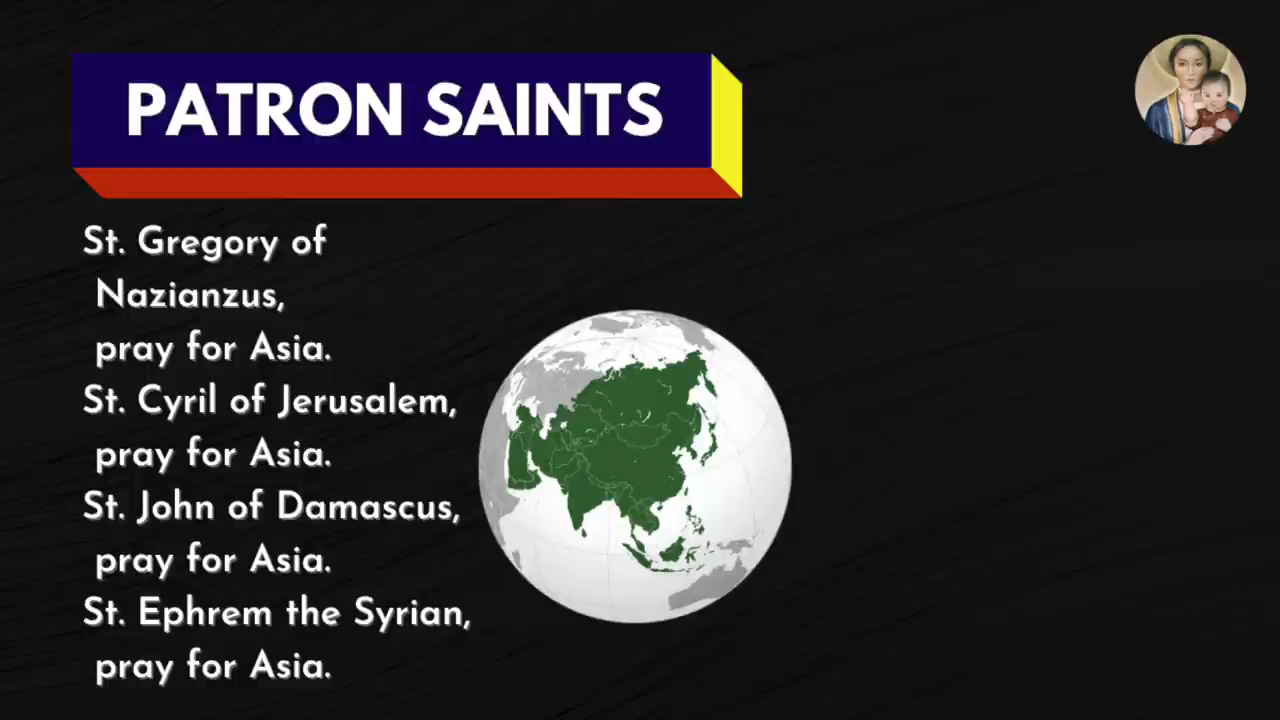 PATRON SAINTS
St. Gregory of
Nazianzus,
pray for Asia.
St. Cyril of Jerusalem,
pray for Asia.
St. John of Damascus,
pray for Asia.
St. Ephrem the Syrian,
pray for Asia.